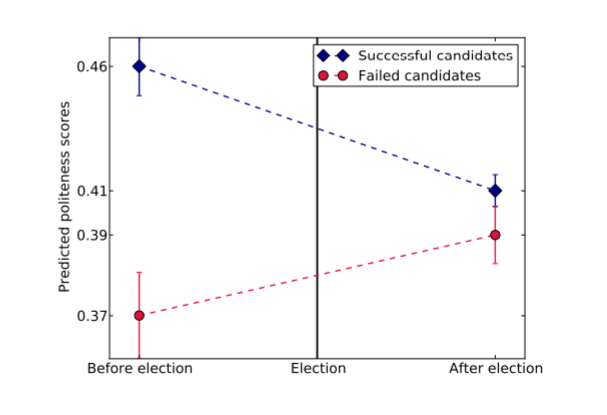 Successful candidates
Failed candidates
Predicted politeness scores
0.46
0.41
0.39
0.37
Before election
Election
After election